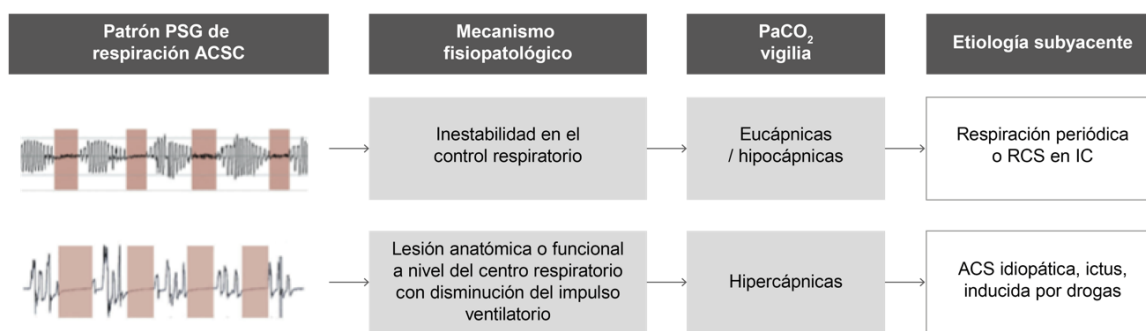 Patrón PSG de
respiración ACSC
Mecanismo
fisiopatológico
PaCO₂
vigilia
Etiología subyacente
Inestabilidad en el
control respiratorio
Eucápnicas
/ hipocápnicas
Respiración periódica
o RCS en IC
Lesión anatómica o funcional
a nivel del centro respiratorio
con disminución del impulso
ventilatorio
Hipercápnicas
ACS idiopática, ictus,
inducida por drogas